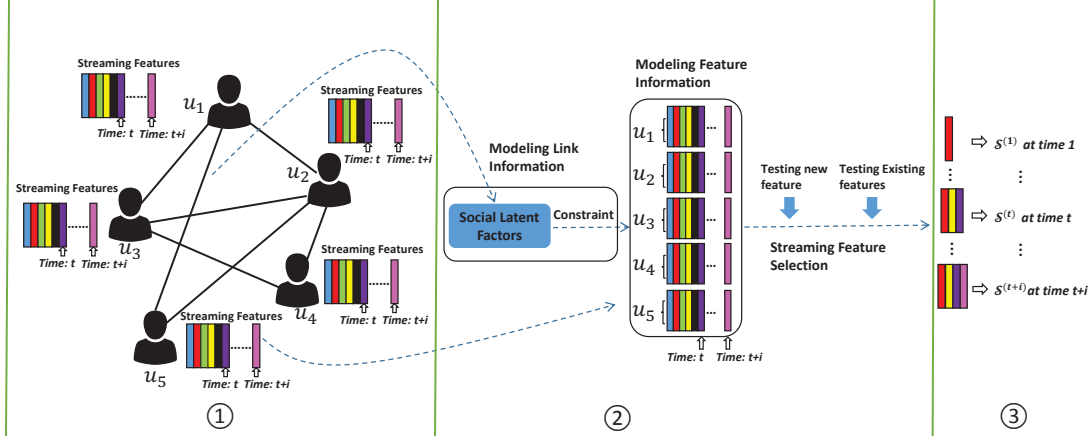 Streaming Features
u1
Time: t Time: t+i
Streaming Features
u2
Time: t Time: t+i
Streaming Features
u3
Time: t Time: t+i
Streaming Features
u4
Time: t Time: t+i
Streaming Features
u5
Time: t Time: t+i
①
Modeling Link
Information
Social Latent
Factors
Constraint
Modeling Feature
Information
u1
u2
u3
u4
u5
Time: t Time: t+i
Testing new
feature
Testing Existing
features
Streaming Feature
Selection
②
S(1) at time 1
S(t) at time t
S(t+i) at time t+i
③